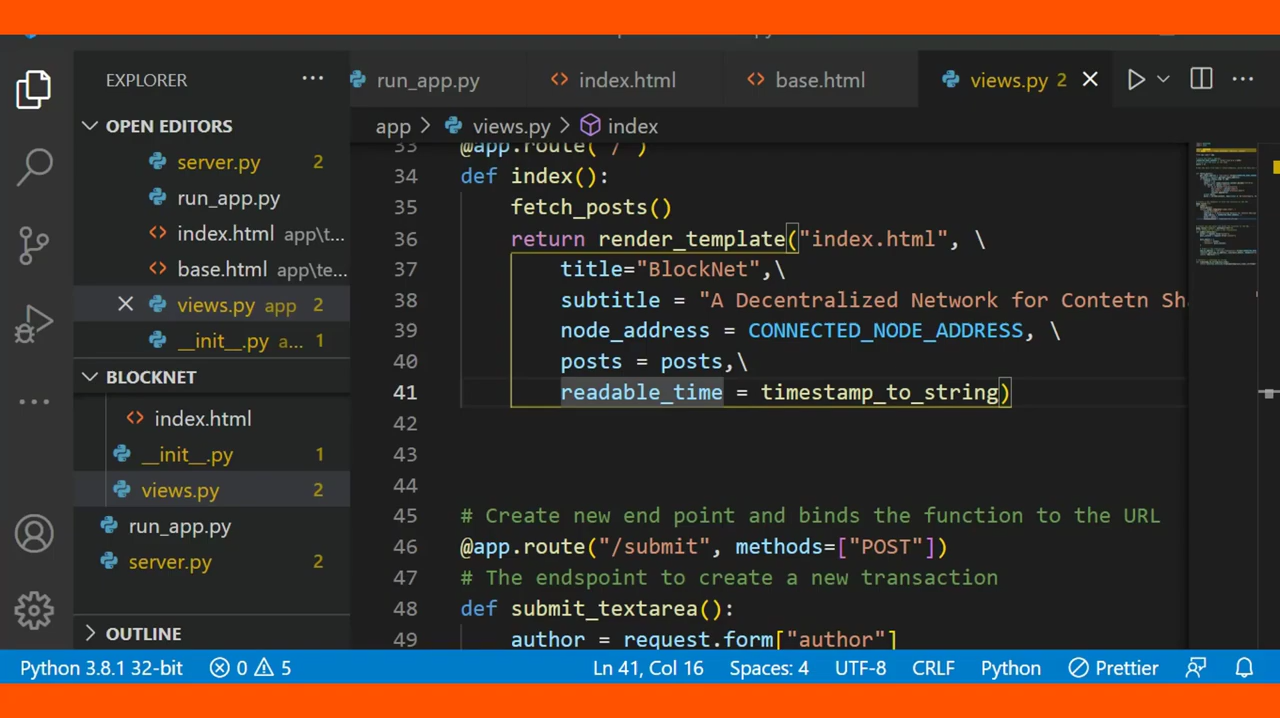 EXPLORER
run_app.py
index.html
base.html
views.py 2
OPEN EDITORS
app > views.py > index
server.py 2
run_app.py
index.html app\t...
base.html app\te...
views.py app 2
__init__.py a... 1
BLOCKNET
index.html
__init__.py 1
views.py 2
run_app.py
server.py 2
OUTLINE
33 @app.route("/")
34 def index():
35 fetch_posts()
36 return render_template("index.html", \
37 title="BlockNet",\
38 subtitle = "A Decentralized Network for Contetn Sh
39 node_address = CONNECTED_NODE_ADDRESS, \
40 posts = posts,\
41 readable_time = timestamp_to_string)
42
43
44
45 # Create new end point and binds the function to the URL
46 @app.route("/submit", methods=["POST"])
47 # The endspoint to create a new transaction
48 def submit_textarea():
49 author = request.form["author"]
Python 3.8.1 32-bit 0 5 Ln 41, Col 16 Spaces: 4 UTF-8 CRLF Python Prettier